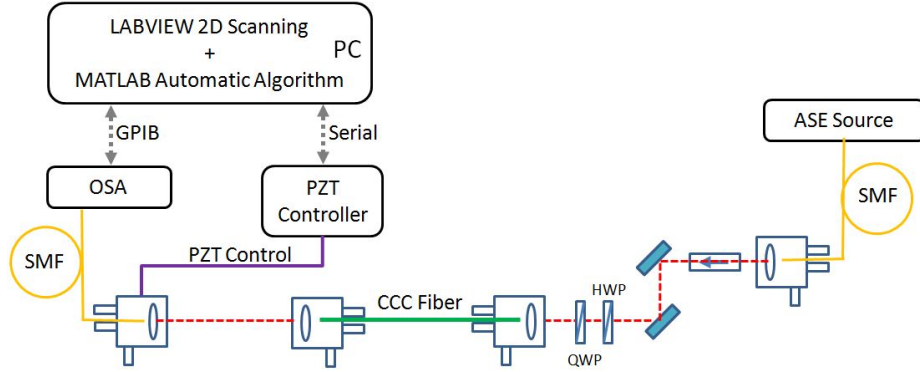 LABVIEW 2D Scanning
+
PC
MATLAB Automatic Algorithm
GPIB
Serial
ASE Source
OSA
PZT
Controller
SMF
SMF
PZT Control
CCC Fiber
HWP
QWP